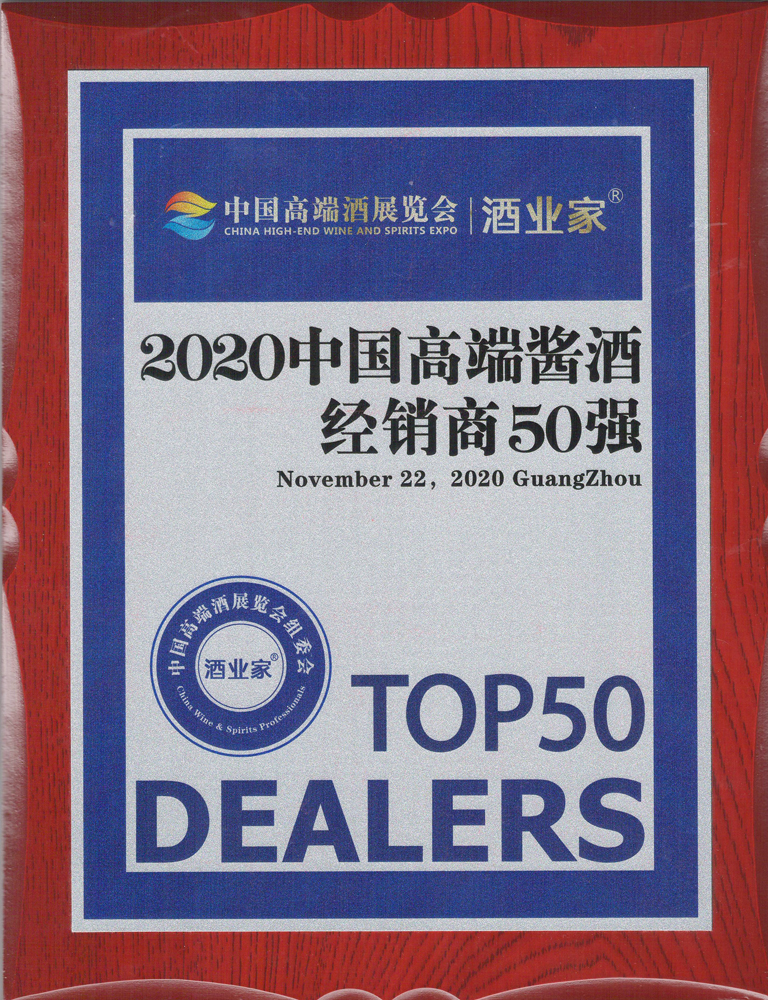 中国高端酒展览会 | 酒业家®
CHINA HIGH-END WINE AND SPIRITS EXPO
2020中国高端酱酒
经销商50强
November 22, 2020 GuangZhou
中国高端酒展览会组委会
酒业家®
China Wine & Spirits Professionals
TOP50
DEALERS